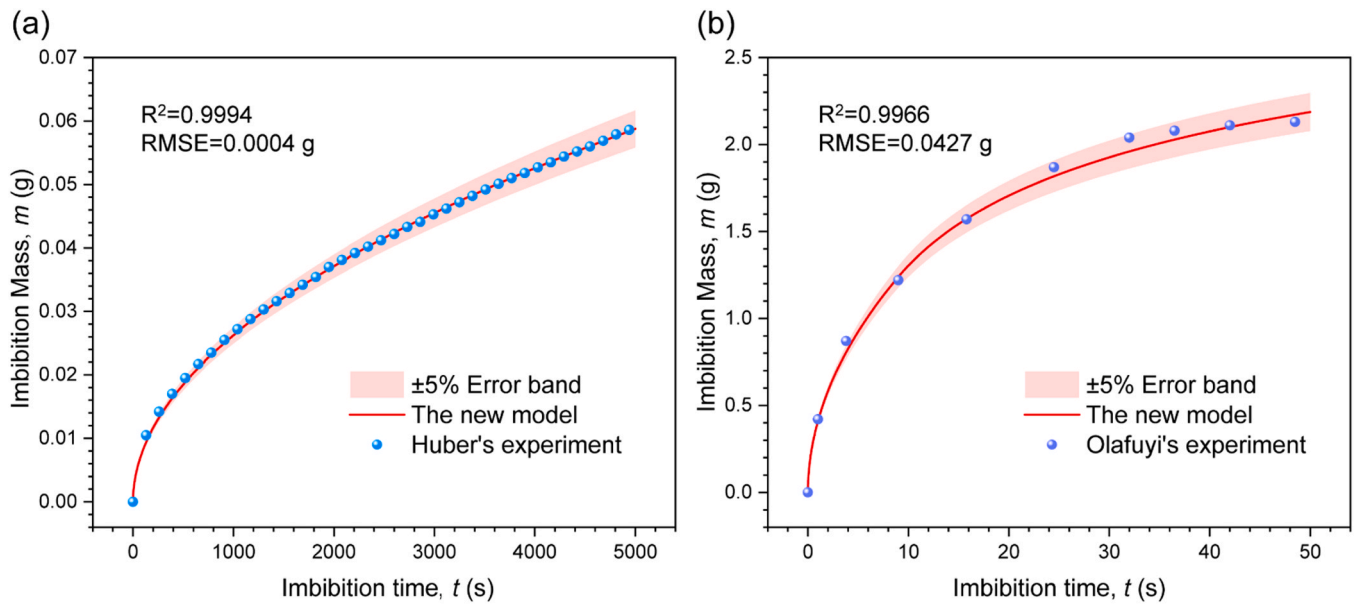 (a)
R²=0.9994
RMSE=0.0004 g
0.07
0.06
0.05
0.04
0.03
0.02
0.01
0.00
Imbibition Mass, m (g)
±5% Error band
The new model
Huber's experiment
0
1000
2000
3000
4000
5000
Imbibition time, t (s)
(b)
R²=0.9966
RMSE=0.0427 g
2.5
2.0
1.5
1.0
0.5
0.0
Imbibition Mass, m (g)
±5% Error band
The new model
Olafuyi's experiment
0
10
20
30
40
50
Imbibition time, t (s)